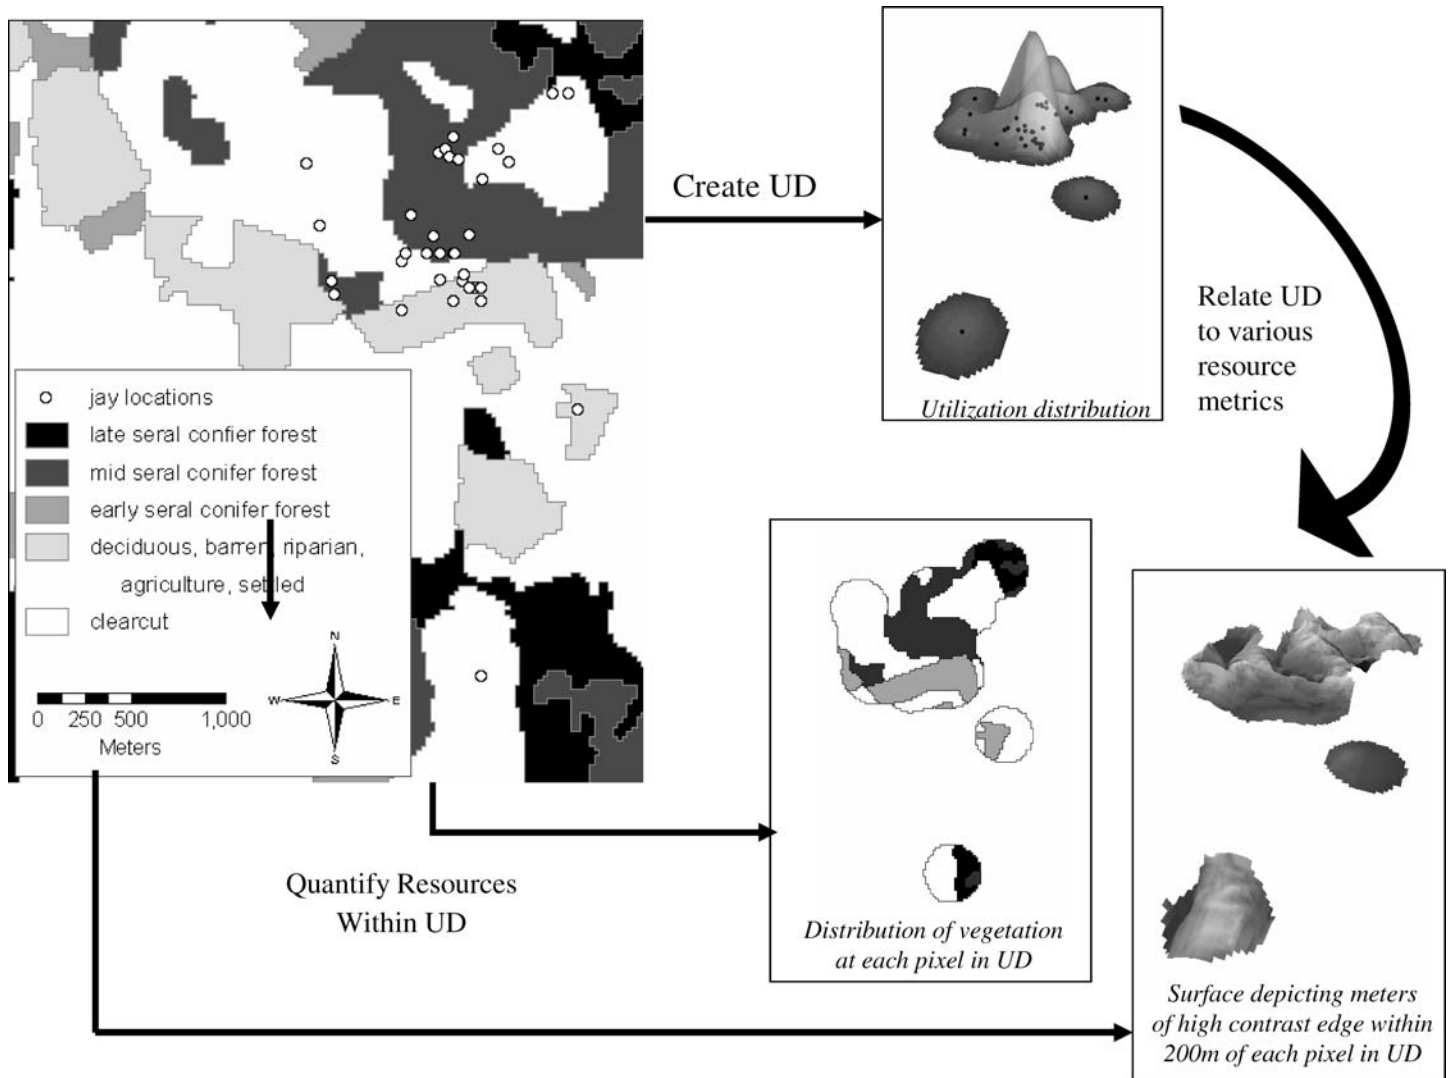 jay locations
late seral confier forest
mid seral conifer forest
early seral conifer forest
deciduous, barren, riparian,
agriculture, settled
clearcut
N
W
E
S
0 250 500 1,000
Meters
Create UD
Utilization distribution
Relate UD
to various
resource
metrics
Quantify Resources
Within UD
Distribution of vegetation
at each pixel in UD
Surface depicting meters
of high contrast edge within
200m of each pixel in UD